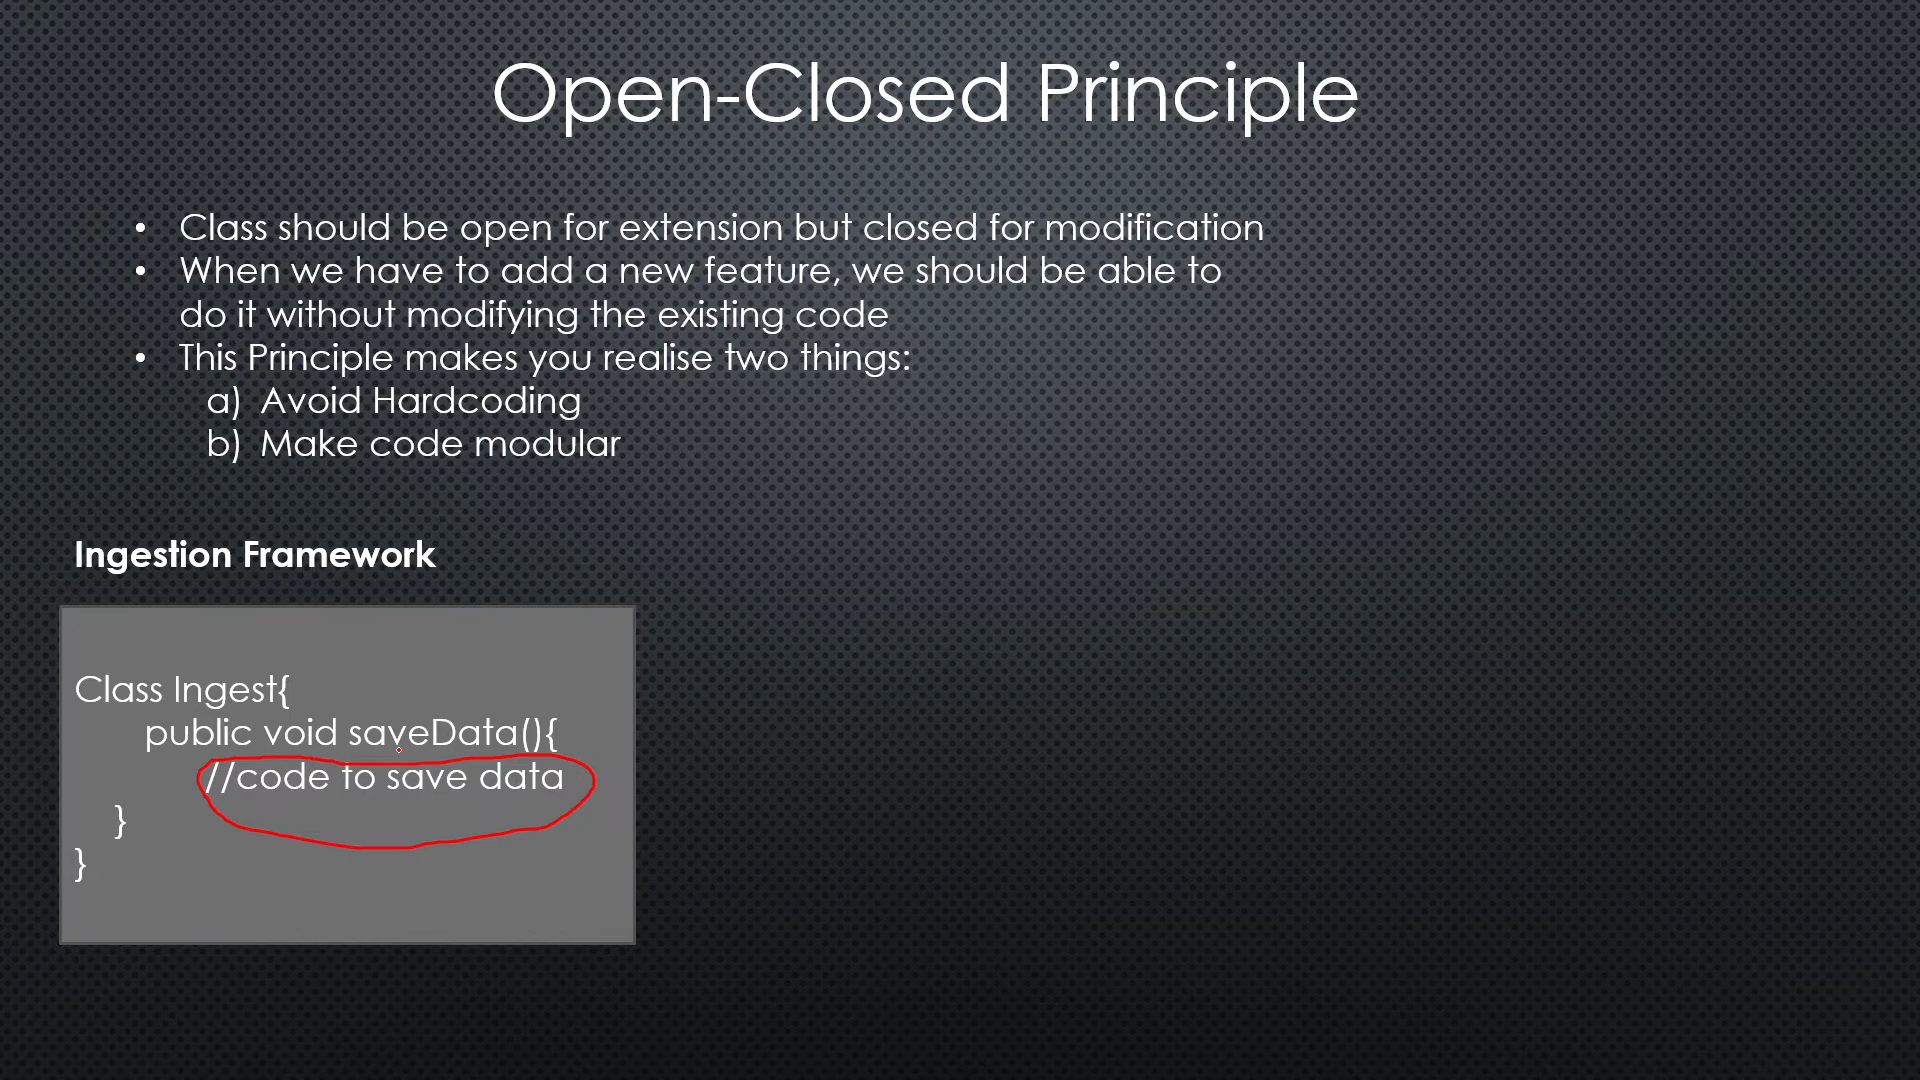 Open-Closed Principle
• Class should be open for extension but closed for modification
• When we have to add a new feature, we should be able to
do it without modifying the existing code
• This Principle makes you realise two things:
a) Avoid Hardcoding
b) Make code modular
Ingestion Framework
Class Ingest{
public void saveData(){
//code to save data
}
}